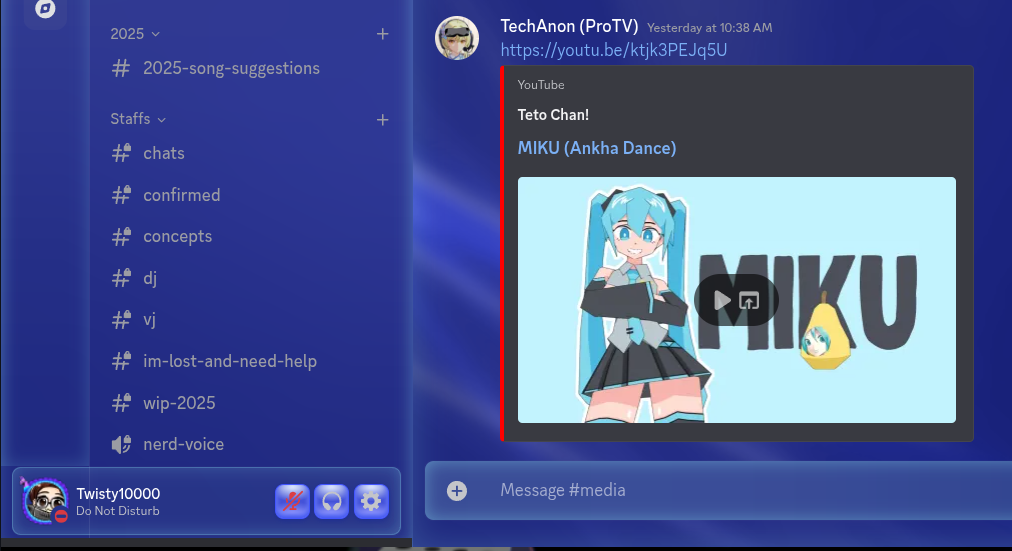 2025
2025-song-suggestions
Staffs
chats
confirmed
concepts
dj
vj
im-lost-and-need-help
wip-2025
nerd-voice
Twisty10000
Do Not Disturb
TechAnon (ProTV) Yesterday at 10:38 AM
https://youtu.be/ktjk3PEJq5U
YouTube
Teto Chan!
MIKU (Ankha Dance)
MIKU
Message #media